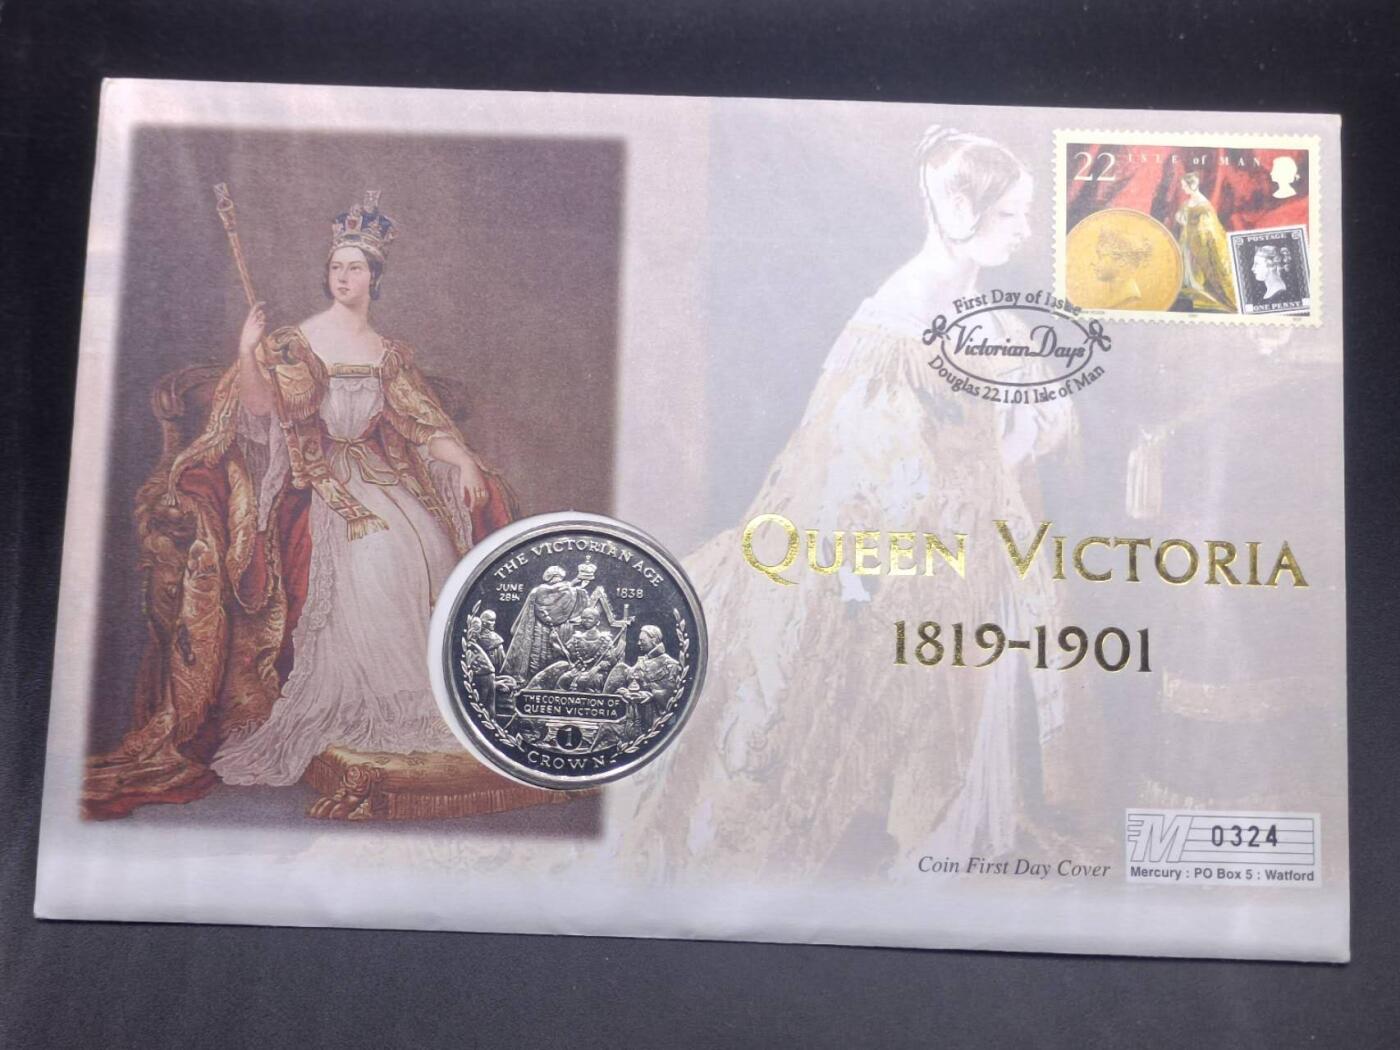 22 ISLE of MAN
POSTAGE
ONE PENNY
First Day of Issue
Victorian Days
Douglas 22.1.01 Isle of Man
QUEEN VICTORIA
1819-1901
THE VICTORIAN AGE
JUNE 28th 1838
THE CORONATION OF
QUEEN VICTORIA
1
CROWN
Coin First Day Cover
M 0324
Mercury : PO Box 5 : Watford